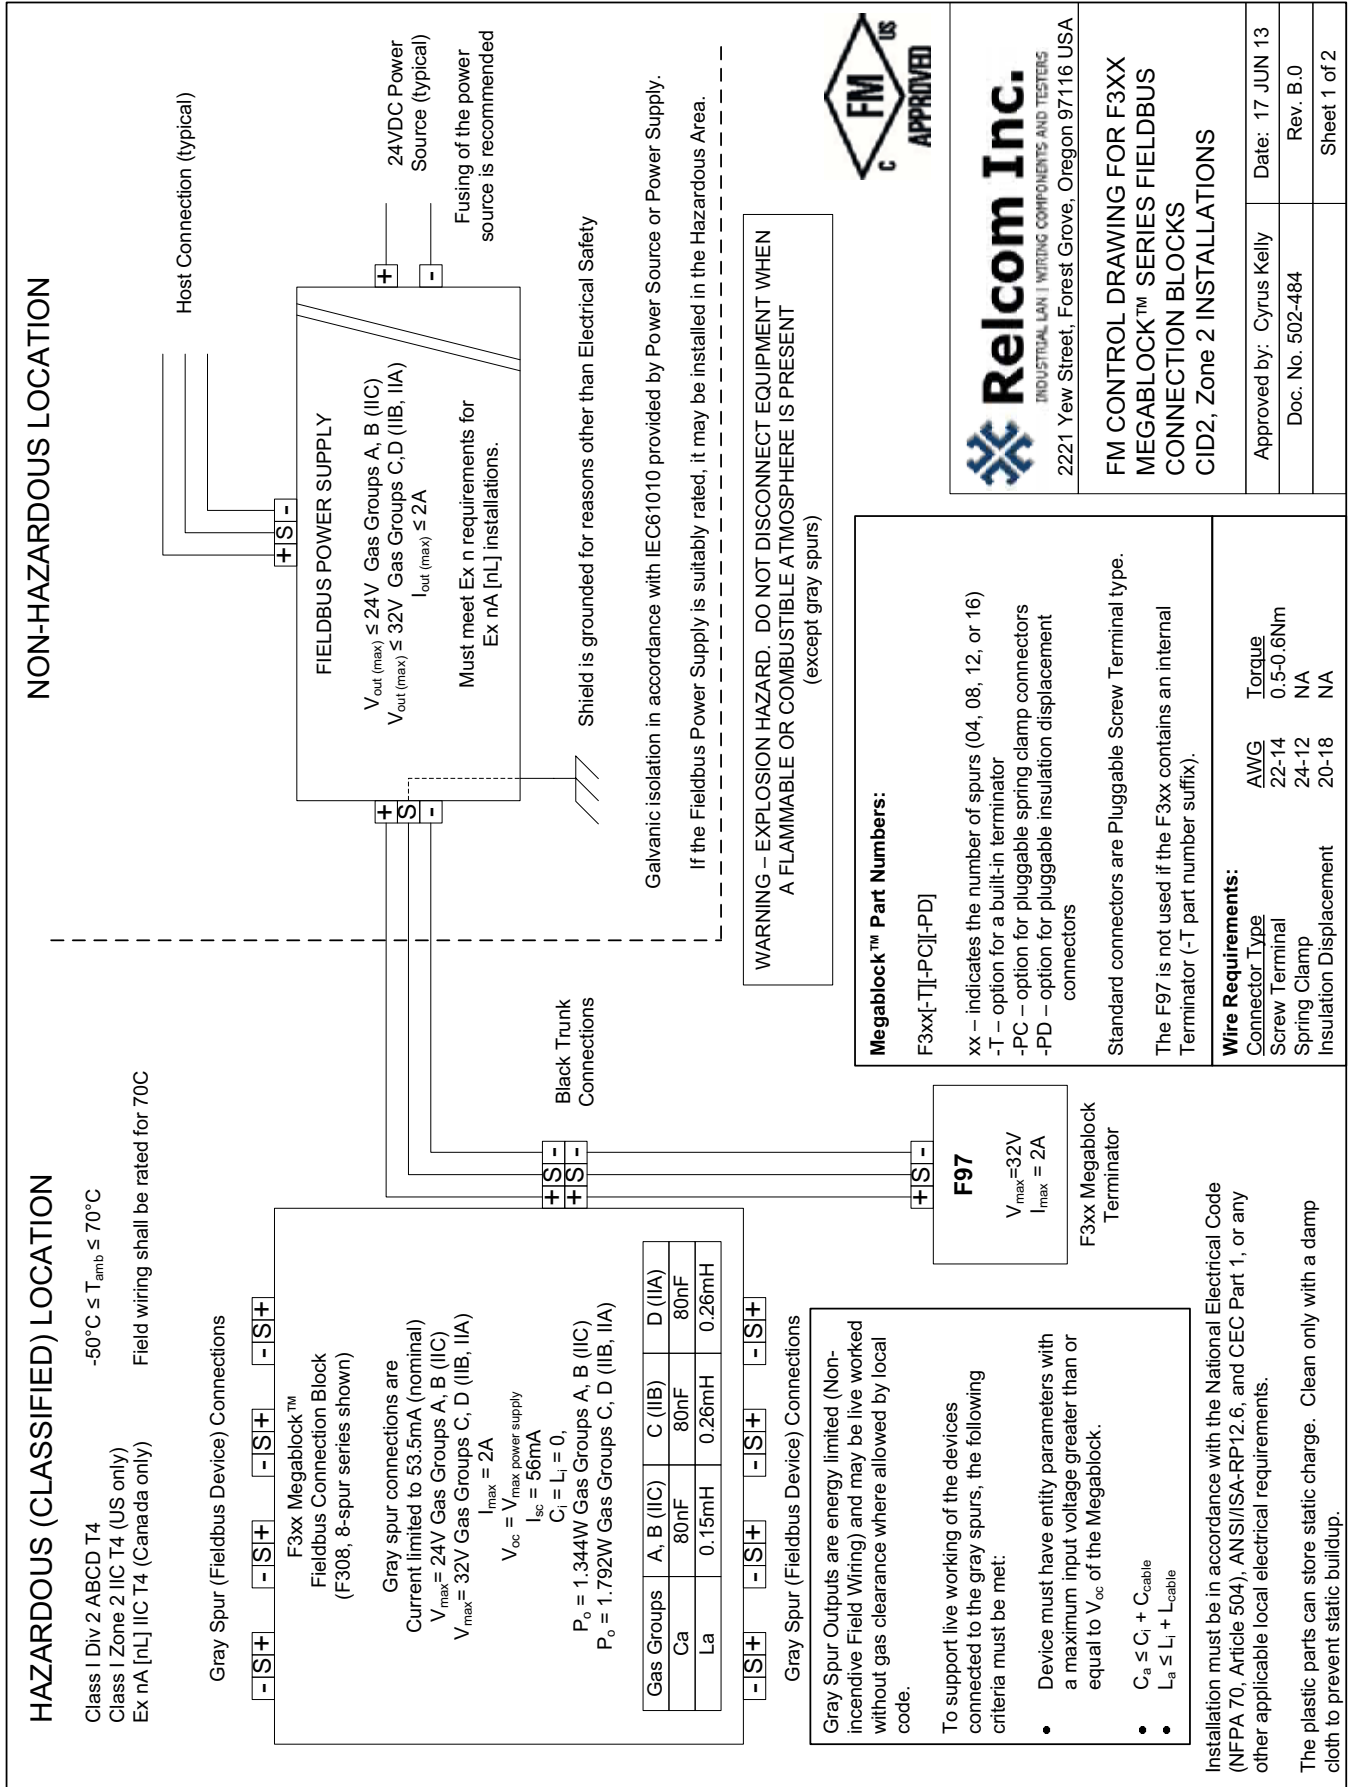 HAZARDOUS (CLASSIFIED) LOCATION
NON-HAZARDOUS LOCATION
Class I Div 2 ABCD T4
Class I Zone 2 IIC T4 (US only)
Ex nA [nL] IIC T4 (Canada only)
-50°C ≤ Tamb ≤ 70°C
Field wiring shall be rated for 70C
Gray Spur (Fieldbus Device) Connections
- S +
- S +
- S +
- S +
F3xx Megablock™
Fieldbus Connection Block
(F308, 8-spur series shown)
Gray spur connections are
Current limited to 53.5mA (nominal)
Vmax= 24V Gas Groups A, B (IIC)
Vmax= 32V Gas Groups C, D (IIB, IIA)
Imax = 2A
Voc = Vmax power supply
Isc = 56mA
Ci = Li = 0,
Po = 1.344W Gas Groups A, B (IIC)
Po = 1.792W Gas Groups C, D (IIB, IIA)
Gas Groups A, B (IIC) C (IIB) D (IIA)
Ca 80nF 80nF 80nF
La 0.15mH 0.26mH 0.26mH
- S +
- S +
- S +
- S +
Gray Spur (Fieldbus Device) Connections
+ S -
+ S -
Black Trunk
Connections
Host Connection (typical)
+ S -
FIELDBUS POWER SUPPLY
Vout (max) ≤ 24V Gas Groups A, B (IIC)
Vout (max) ≤ 32V Gas Groups C,D (IIB, IIA)
Iout (max) ≤ 2A
Must meet Ex n requirements for
Ex nA [nL] installations.
+
S
-
+
-
24VDC Power
Source (typical)
Fusing of the power
source is recommended
Shield is grounded for reasons other than Electrical Safety
Galvanic isolation in accordance with IEC61010 provided by Power Source or Power Supply.
If the Fieldbus Power Supply is suitably rated, it may be installed in the Hazardous Area.
WARNING – EXPLOSION HAZARD. DO NOT DISCONNECT EQUIPMENT WHEN
A FLAMMABLE OR COMBUSTIBLE ATMOSPHERE IS PRESENT
(except gray spurs)
+ S -
F97
Vmax=32V
Imax = 2A
F3xx Megablock
Terminator
Gray Spur Outputs are energy limited (Non-
incendive Field Wiring) and may be live worked
without gas clearance where allowed by local
code.
To support live working of the devices
connected to the gray spurs, the following
criteria must be met:
• Device must have entity parameters with
a maximum input voltage greater than or
equal to Voc of the Megablock.
• Ca ≤ Ci + Ccable
• La ≤ Li + Lcable
Installation must be in accordance with the National Electrical Code
(NFPA 70, Article 504), ANSI/ISA-RP12.6, and CEC Part 1, or any
other applicable local electrical requirements.
The plastic parts can store static charge. Clean only with a damp
cloth to prevent static buildup.
Megablock™ Part Numbers:
F3xx[-T][-PC][-PD]
xx – indicates the number of spurs (04, 08, 12, or 16)
-T – option for a built-in terminator
-PC – option for pluggable spring clamp connectors
-PD – option for pluggable insulation displacement
connectors
Standard connectors are Pluggable Screw Terminal type.
The F97 is not used if the F3xx contains an internal
Terminator (-T part number suffix).
Wire Requirements:
Connector Type AWG Torque
Screw Terminal 22-14 0.5-0.6Nm
Spring Clamp 24-12 NA
Insulation Displacement 20-18 NA
C FM US
APPROVED
Relcom Inc.
INDUSTRIAL LAN | WIRING COMPONENTS AND TESTERS
2221 Yew Street, Forest Grove, Oregon 97116 USA
FM CONTROL DRAWING FOR F3XX
MEGABLOCK™ SERIES FIELDBUS
CONNECTION BLOCKS
CID2, Zone 2 INSTALLATIONS
Approved by: Cyrus Kelly Date: 17 JUN 13
Doc. No. 502-484 Rev. B.0
Sheet 1 of 2